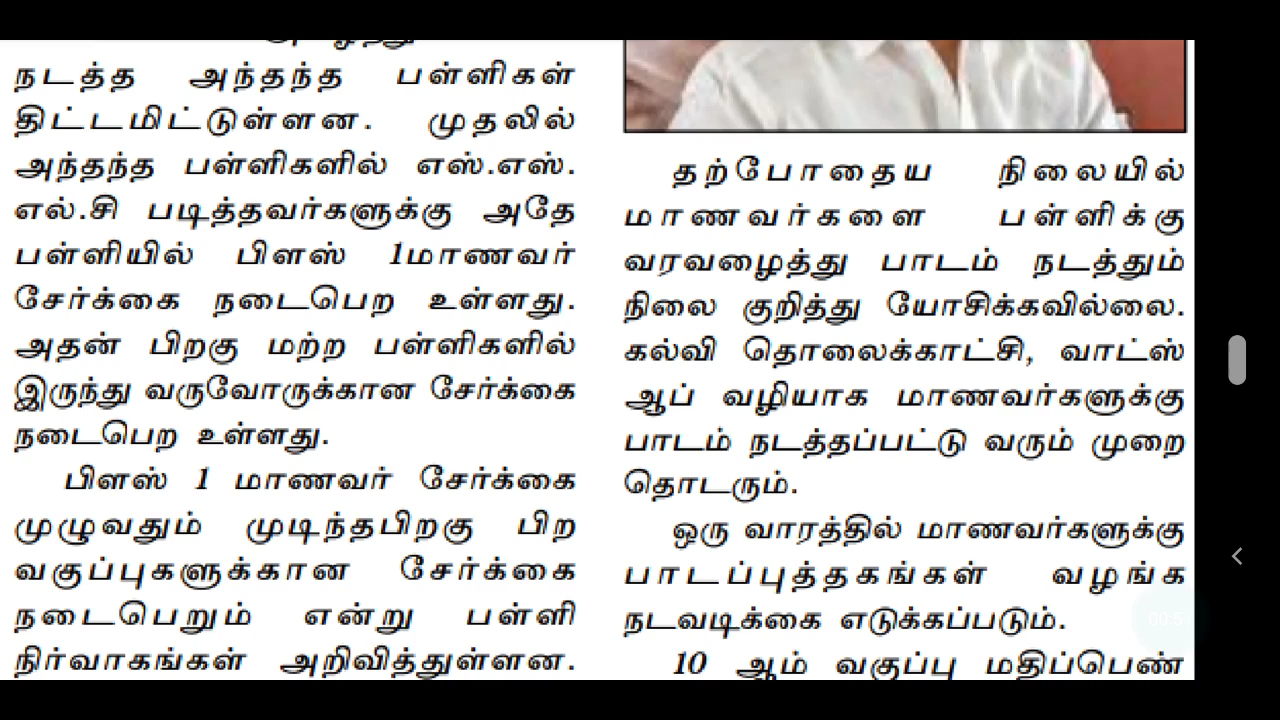 நடத்த அந்தந்த பள்ளிகள்
திட்டமிட்டுள்ளன. முதலில்
அந்தந்த பள்ளிகளில் எஸ்.எஸ்.
எல்.சி படித்தவர்களுக்கு அதே
பள்ளியில் பிளஸ் 1மாணவர்
சேர்க்கை நடைபெற உள்ளது.
அதன் பிறகு மற்ற பள்ளிகளில்
இருந்து வருவோருக்கான சேர்க்கை
நடைபெற உள்ளது.
பிளஸ் 1 மாணவர் சேர்க்கை
முழுவதும் முடிந்தபிறகு பிற
வகுப்புகளுக்கான சேர்க்கை
நடைபெறும் என்று பள்ளி
நிர்வாகங்கள் அறிவித்துள்ளன.
தற்போதைய நிலையில்
மாணவர்களை பள்ளிக்கு
வரவழைத்து பாடம் நடத்தும்
நிலை குறித்து யோசிக்கவில்லை.
கல்வி தொலைக்காட்சி, வாட்ஸ்
ஆப் வழியாக மாணவர்களுக்கு
பாடம் நடத்தப்பட்டு வரும் முறை
தொடரும்.
ஒரு வாரத்தில் மாணவர்களுக்கு
பாடப்புத்தகங்கள் வழங்க
நடவடிக்கை எடுக்கப்படும்.
10 ஆம் வகுப்பு மதிப்பெண்